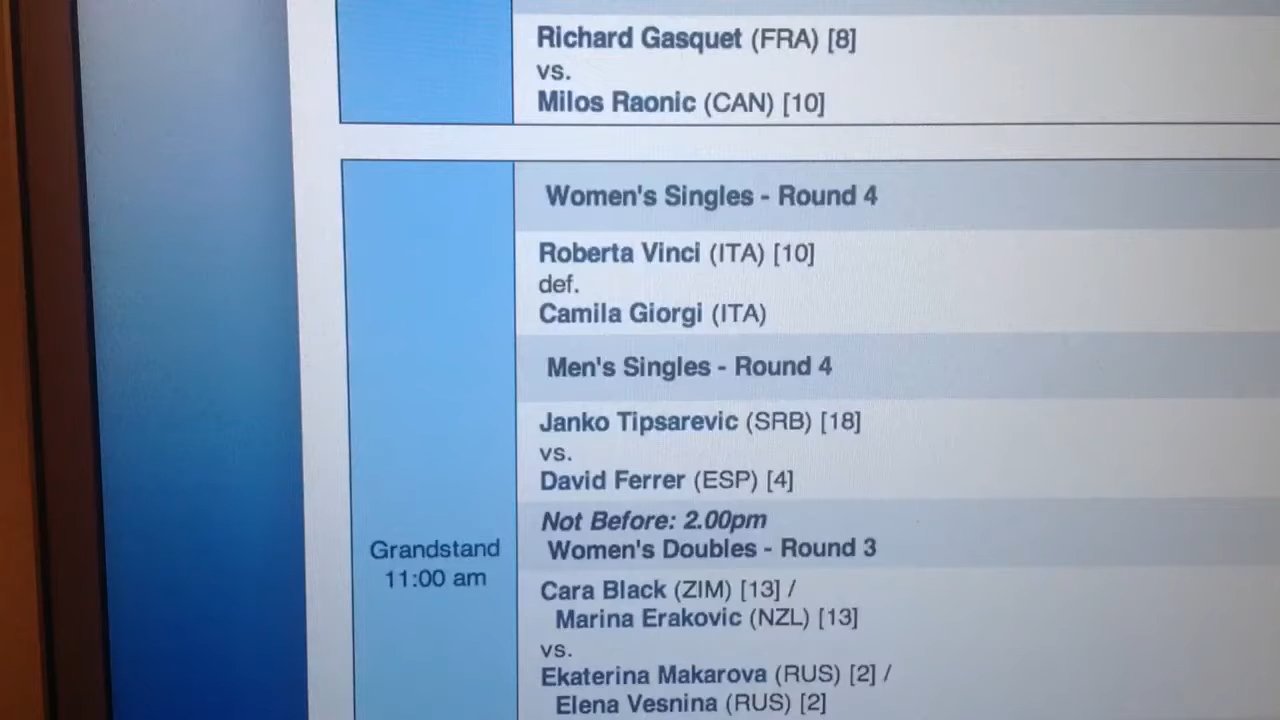 Richard Gasquet (FRA) [8]
vs.
Milos Raonic (CAN) [10]
Women's Singles - Round 4
Roberta Vinci (ITA) [10]
def.
Camila Giorgi (ITA)
Men's Singles - Round 4
Janko Tipsarevic (SRB) [18]
vs.
David Ferrer (ESP) [4]
Not Before: 2.00pm
Women's Doubles - Round 3
Grandstand
11:00 am
Cara Black (ZIM) [13] /
Marina Erakovic (NZL) [13]
vs.
Ekaterina Makarova (RUS) [2] /
Elena Vesnina (RUS) [2]